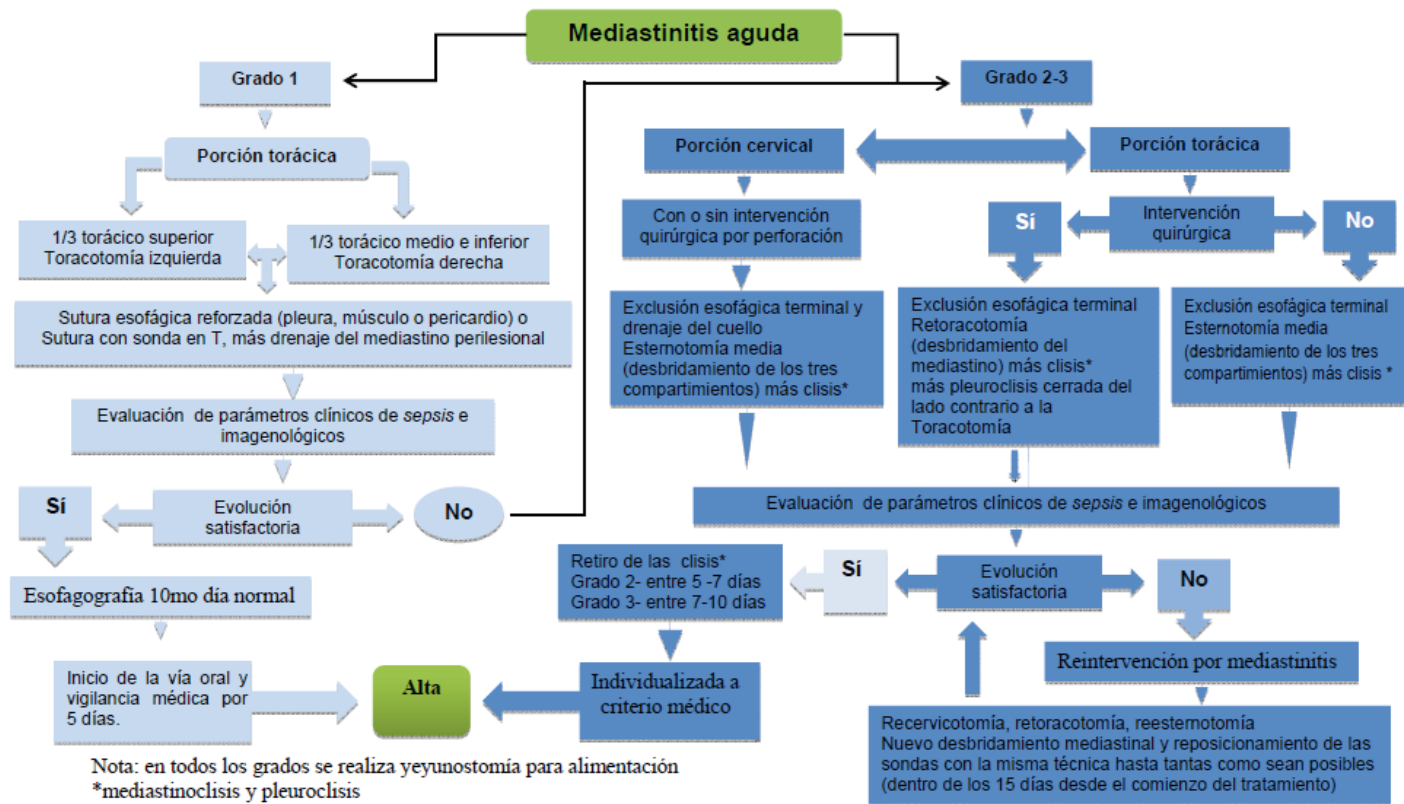 Mediastinitis aguda
Grado 1
Porción torácica
1/3 torácico superior
Toracotomía izquierda
1/3 torácico medio e inferior
Toracotomía derecha
Sutura esofágica reforzada (pleura, músculo o pericardio) o
Sutura con sonda en T, más drenaje del mediastino perilesional
Evaluación de parámetros clínicos de sepsis e
imagenológicos
Sí
Evolución
satisfactoria
No
Esofagografía 10mo día normal
Inicio de la vía oral y
vigilancia médica por
5 días.
Alta
Grado 2-3
Porción cervical
Porción torácica
Con o sin intervención
quirúrgica por perforación
Sí
Intervención
quirúrgica
No
Exclusión esofágica terminal y
drenaje del cuello
Esternotomía media
(desbridamiento de los tres
compartimientos) más clisis*
Exclusión esofágica terminal
Retoracotomía
(desbridamiento del
mediastino) más clisis*
más pleuroclisis cerrada del
lado contrario a la
Toracotomía
Exclusión esofágica terminal
Esternotomía media
(desbridamiento de los tres
compartimientos) más clisis *
Evaluación de parámetros clínicos de sepsis e imagenológicos
Retiro de las clisis*
Grado 2- entre 5 -7 días
Grado 3- entre 7-10 días
Sí
Evolución
satisfactoria
No
Individualizada a
criterio médico
Reintervención por mediastinitis
Recervicotomía, retoracotomía, reesternotomía
Nuevo desbridamiento mediastinal y reposicionamiento de las
sondas con la misma técnica hasta tantas como sean posibles
(dentro de los 15 días desde el comienzo del tratamiento)
Nota: en todos los grados se realiza yeyunostomía para alimentación
*mediastinoclisis y pleuroclisis